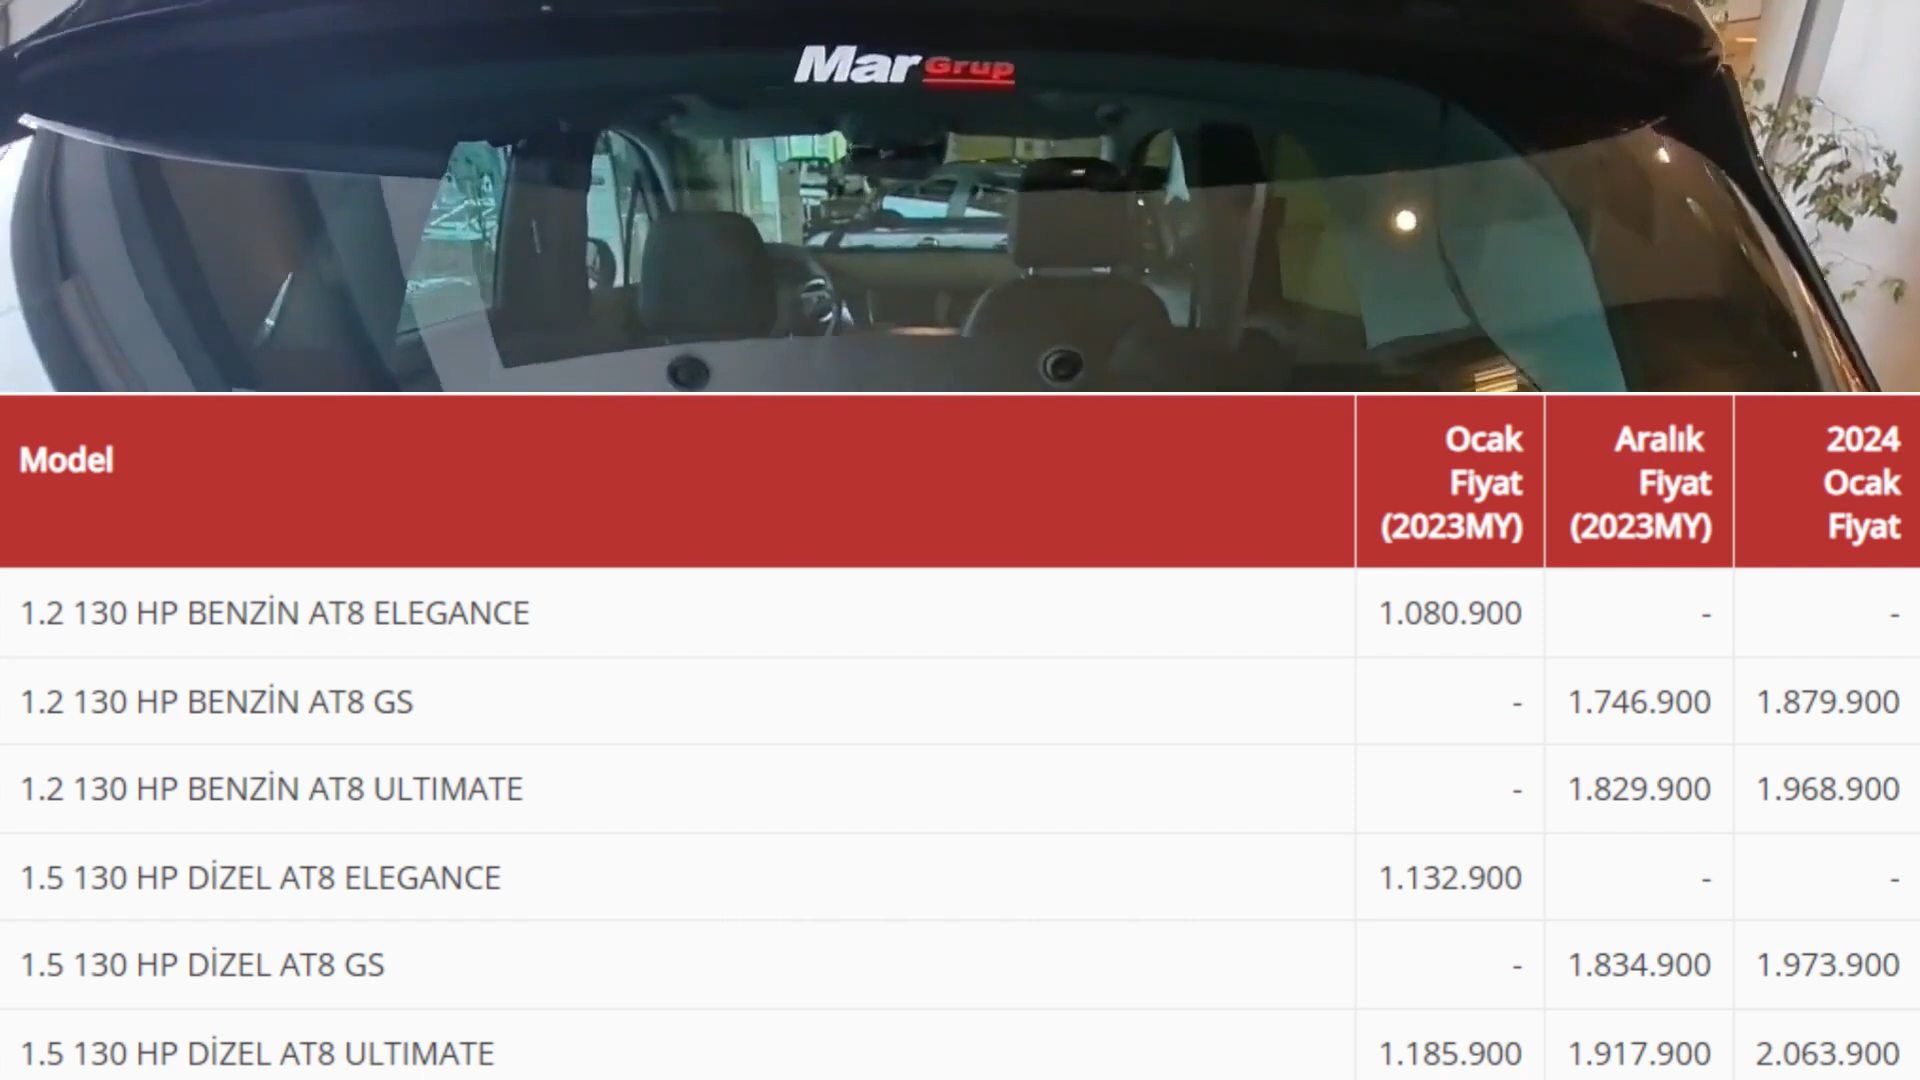 Mar Grup
Model
Ocak Fiyat (2023MY)
Aralık Fiyat (2023MY)
2024 Ocak Fiyat
1.2 130 HP BENZİN AT8 ELEGANCE 1.080.900 - -
1.2 130 HP BENZİN AT8 GS - 1.746.900 1.879.900
1.2 130 HP BENZİN AT8 ULTIMATE - 1.829.900 1.968.900
1.5 130 HP DİZEL AT8 ELEGANCE 1.132.900 - -
1.5 130 HP DİZEL AT8 GS - 1.834.900 1.973.900
1.5 130 HP DİZEL AT8 ULTIMATE 1.185.900 1.917.900 2.063.900